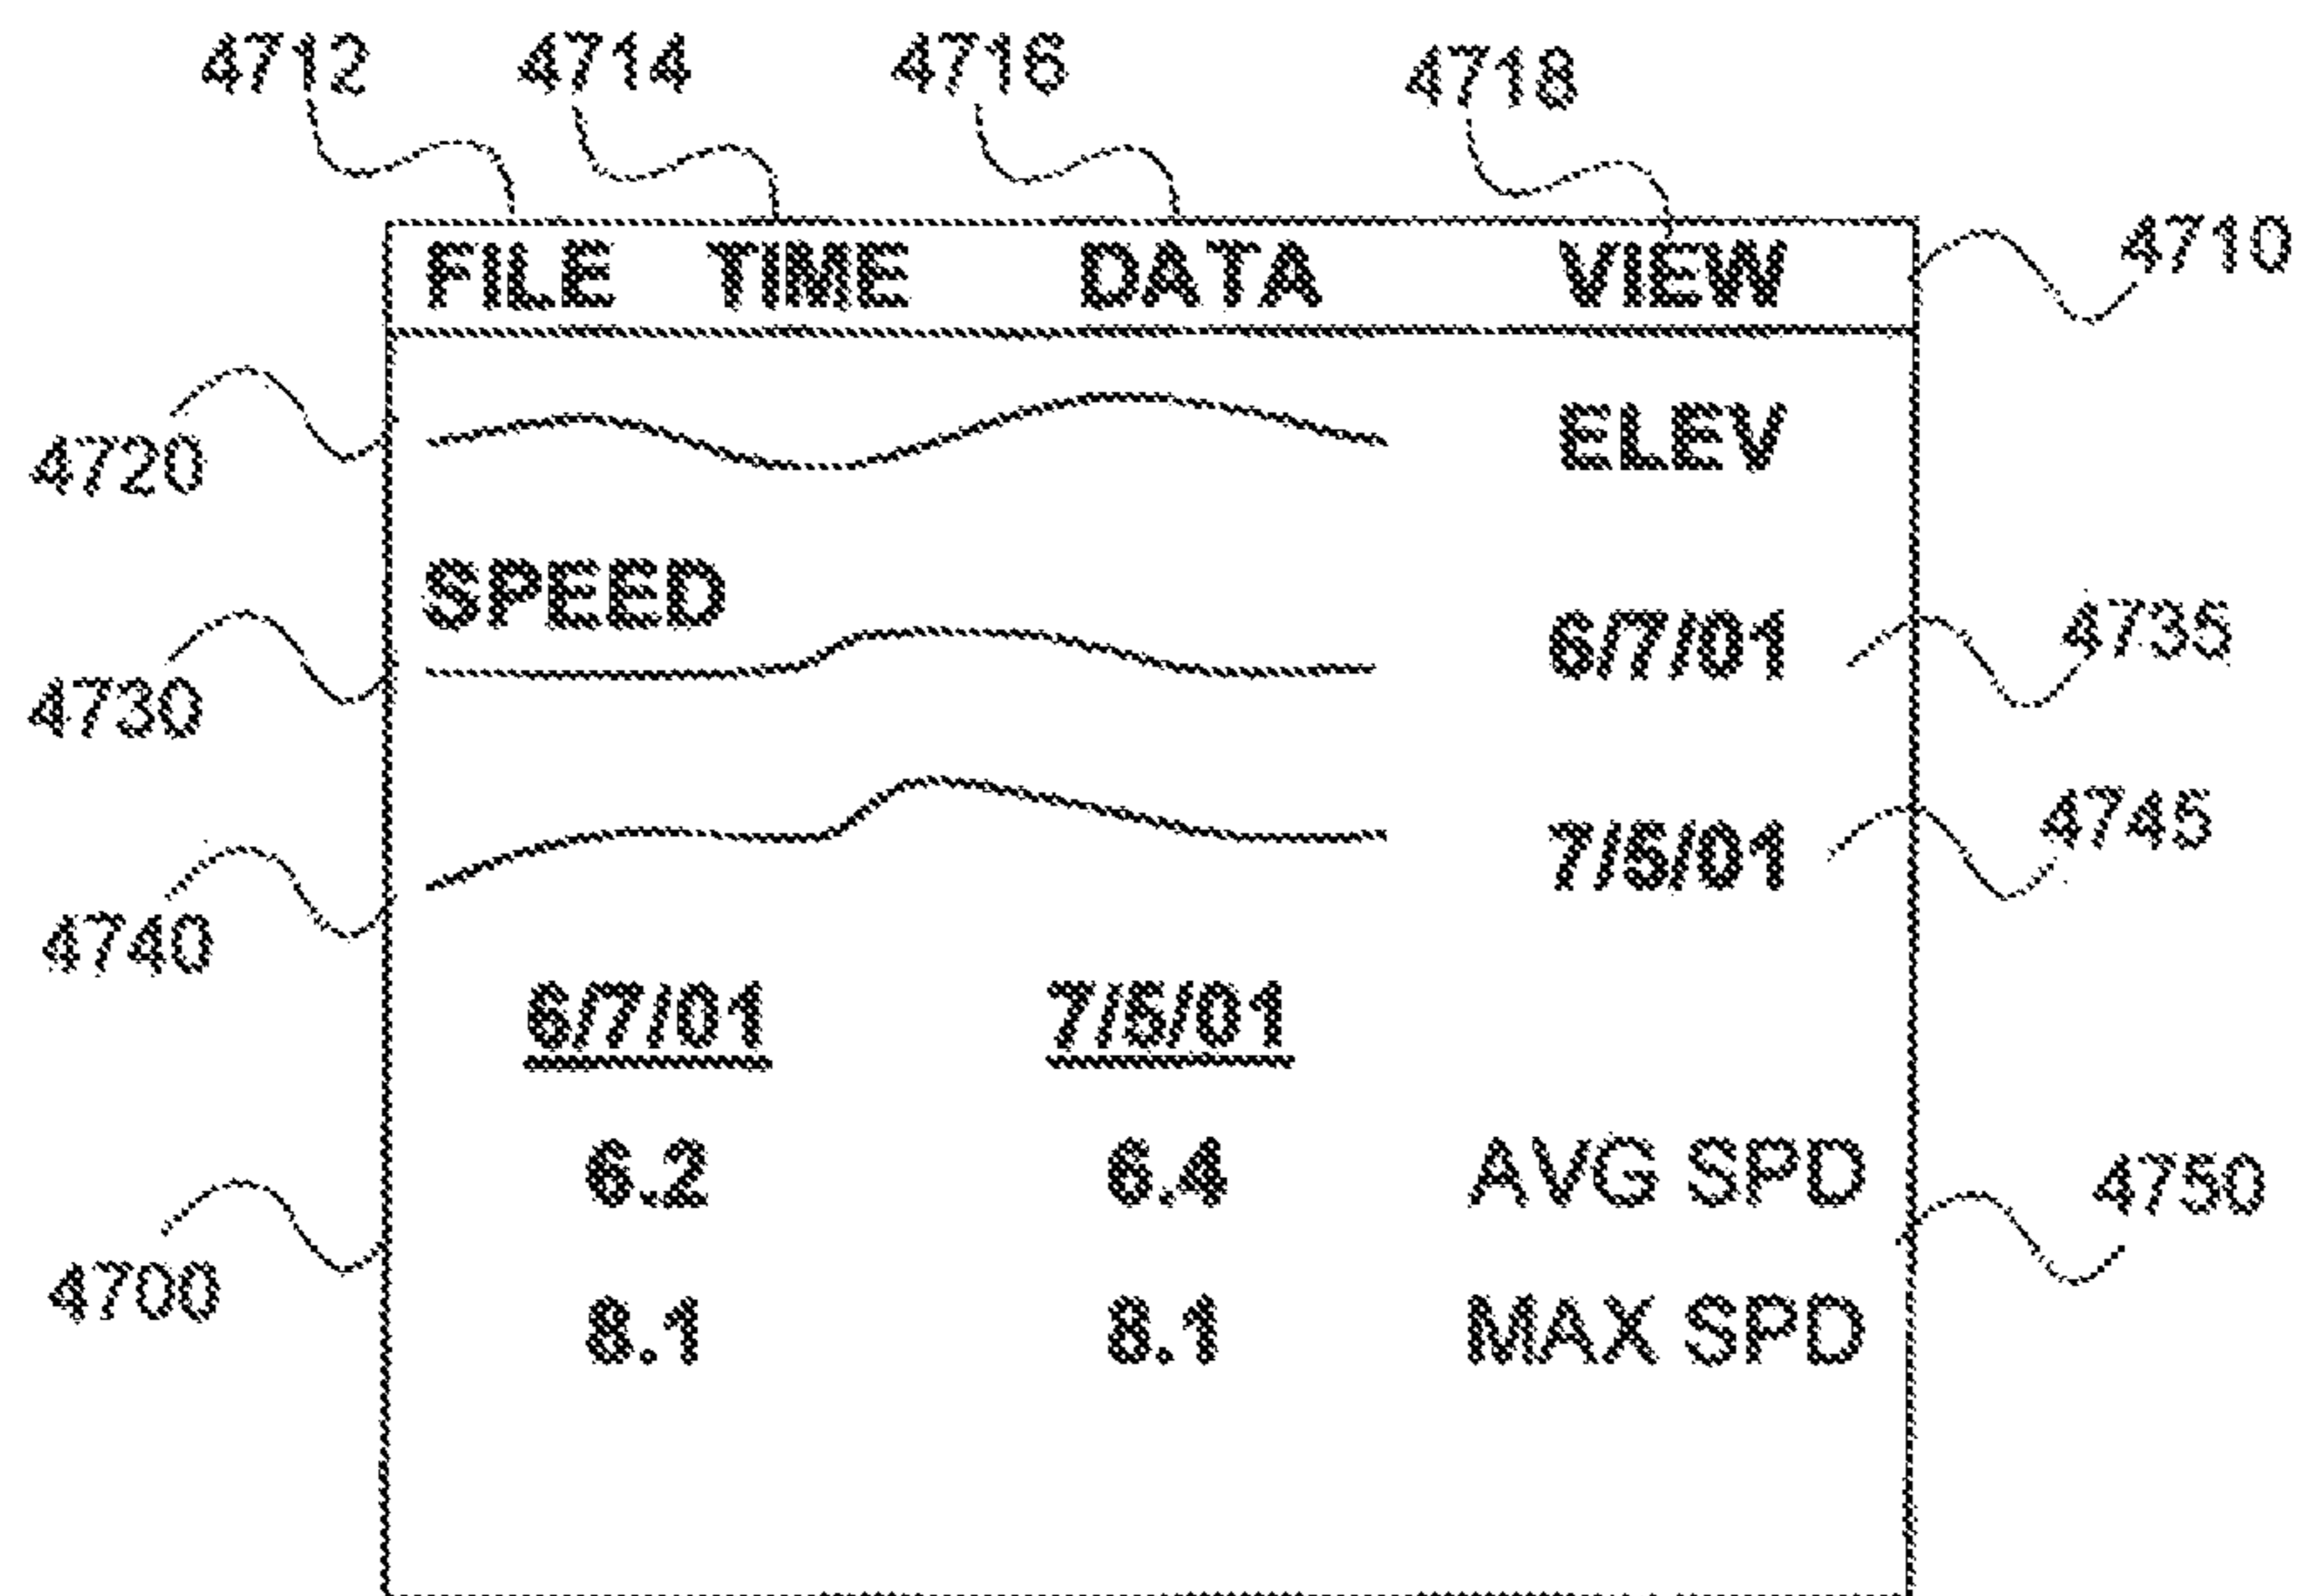 4712 4714 4716 4718
FILE TIME DATA VIEW 4710
4720 ELEV
SPEED
4730 6/7/01 4735
4740 7/5/01 4745
6/7/01 7/5/01
6.2 6.4 AVG SPD 4750
4700 8.1 8.1 MAX SPD